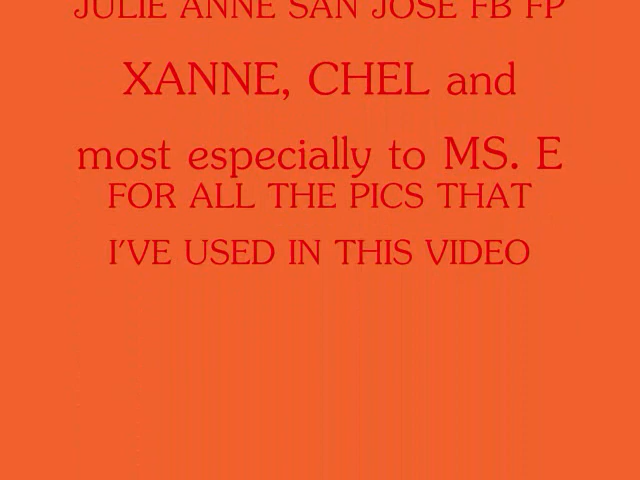 JULIE ANNE SAN JOSE FB FP
XANNE, CHEL and
most especially to MS. E
FOR ALL THE PICS THAT
I'VE USED IN THIS VIDEO